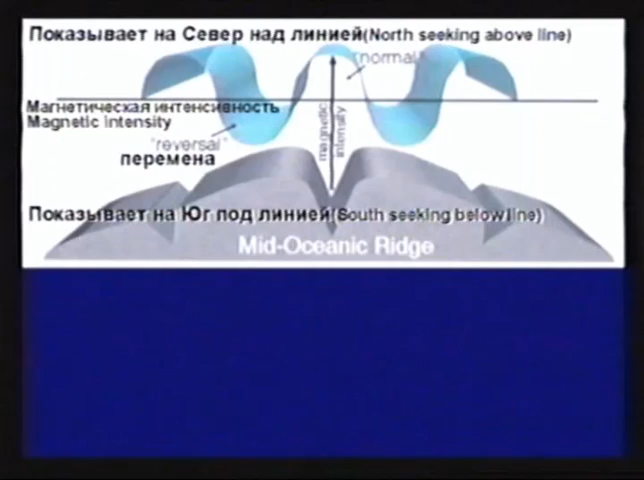 Показывает на Север над линией(North seeking above line)
"normal"
Магнетическая интенсивность
Magnetic intensity
"reversal"
перемена
magnetic
intensity
Показывает на Юг под линией(South seeking below line)
Mid-Oceanic Ridge